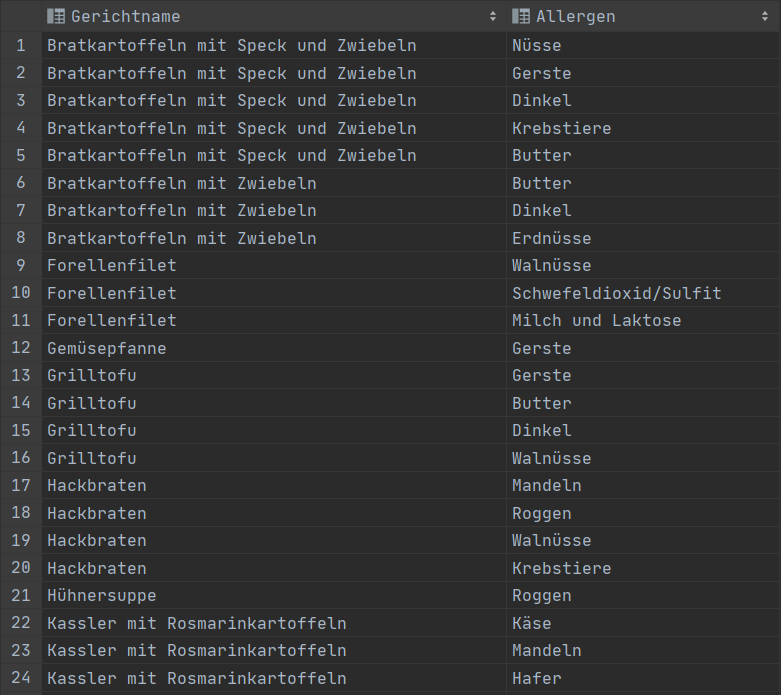 Gerichtname Allergen
1 Bratkartoffeln mit Speck und Zwiebeln Nüsse
2 Bratkartoffeln mit Speck und Zwiebeln Gerste
3 Bratkartoffeln mit Speck und Zwiebeln Dinkel
4 Bratkartoffeln mit Speck und Zwiebeln Krebstiere
5 Bratkartoffeln mit Speck und Zwiebeln Butter
6 Bratkartoffeln mit Zwiebeln Butter
7 Bratkartoffeln mit Zwiebeln Dinkel
8 Bratkartoffeln mit Zwiebeln Erdnüsse
9 Forellenfilet Walnüsse
10 Forellenfilet Schwefeldioxid/Sulfit
11 Forellenfilet Milch und Laktose
12 Gemüsepfanne Gerste
13 Grilltofu Gerste
14 Grilltofu Butter
15 Grilltofu Dinkel
16 Grilltofu Walnüsse
17 Hackbraten Mandeln
18 Hackbraten Roggen
19 Hackbraten Walnüsse
20 Hackbraten Krebstiere
21 Hühnersuppe Roggen
22 Kassler mit Rosmarinkartoffeln Käse
23 Kassler mit Rosmarinkartoffeln Mandeln
24 Kassler mit Rosmarinkartoffeln Hafer